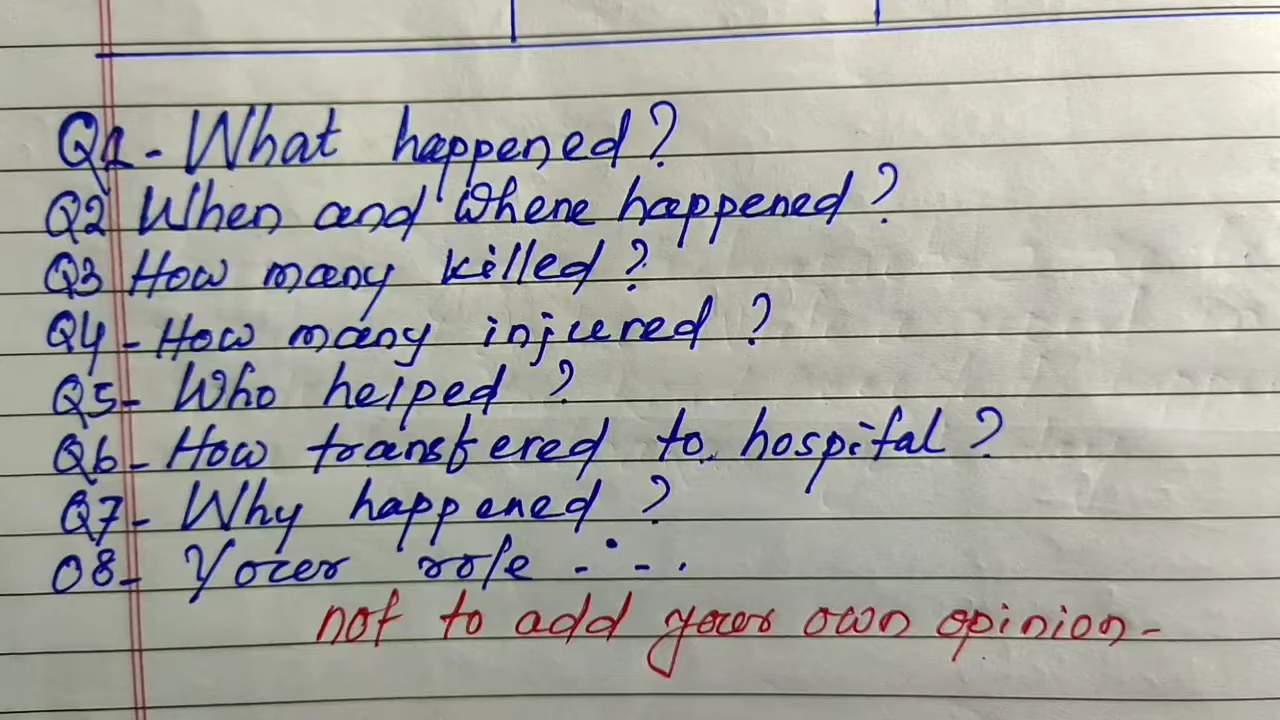 Q1- What happened?
Q2 When and Where happened?
Q3 How many killed?
Q4- How many injured?
Q5- Who helped?
Q6- How transfered to hospital?
Q7- Why happened?
Q8- Your role - - .
not to add your own opinion-